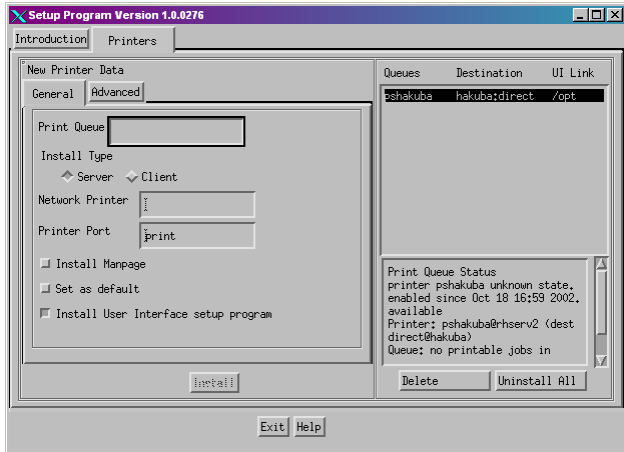 Setup Program Version 1.0.0276
Introduction Printers
New Printer Data
General Advanced
Print Queue
Install Type
Server Client
Network Printer
Printer Port print
Install Manpage
Set as default
Install User Interface setup program
Install
Queues Destination UI Link
pshakuba hakuba:direct /opt
Print Queue Status
printer pshakuba unknown state.
enabled since Oct 18 16:59 2002.
available
Printer: pshakuba@rhserv2 (dest
direct@hakuba)
Queue: no printable jobs in
Delete Uninstall All
Exit Help